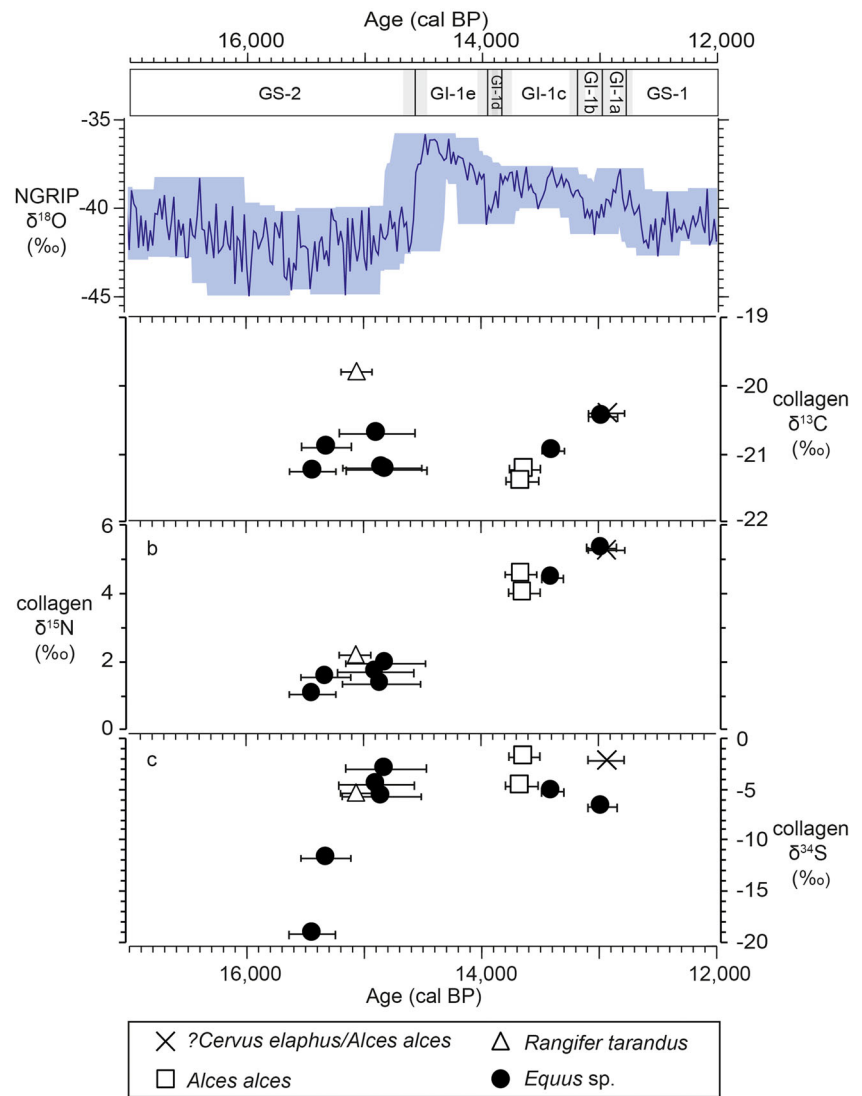 Age (cal BP)
16,000 14,000 12,000
GS-2 GI-1e GI-1d GI-1c GI-1b GI-1a GS-1
-35
NGRIP
δ¹⁸O
(‰)
-40
-45
-19
-20
-21
-22
collagen
δ¹³C
(‰)
b
6
4
2
0
collagen
δ¹⁵N
(‰)
c
0
-5
-10
-15
-20
collagen
δ³⁴S
(‰)
16,000 14,000 12,000
Age (cal BP)
?Cervus elaphus/Alces alces Rangifer tarandus
Alces alces Equus sp.